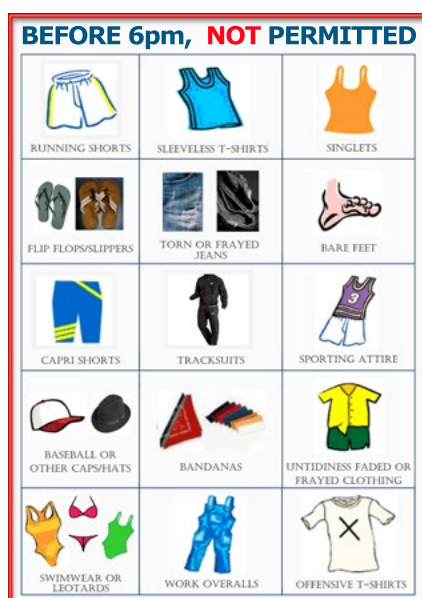 BEFORE 6pm, NOT PERMITTED
RUNNING SHORTS
SLEEVELESS T-SHIRTS
SINGLETS
FLIP FLOPS/SLIPPERS
TORN OR FRAYED
JEANS
BARE FEET
CAPRI SHORTS
TRACKSUITS
3
SPORTING ATTIRE
BASEBALL OR
OTHER CAPS/HATS
BANDANAS
UNTIDINESS FADED OR
FRAYED CLOTHING
SWIMWEAR OR
LEOTARDS
WORK OVERALLS
X
OFFENSIVE T-SHIRTS